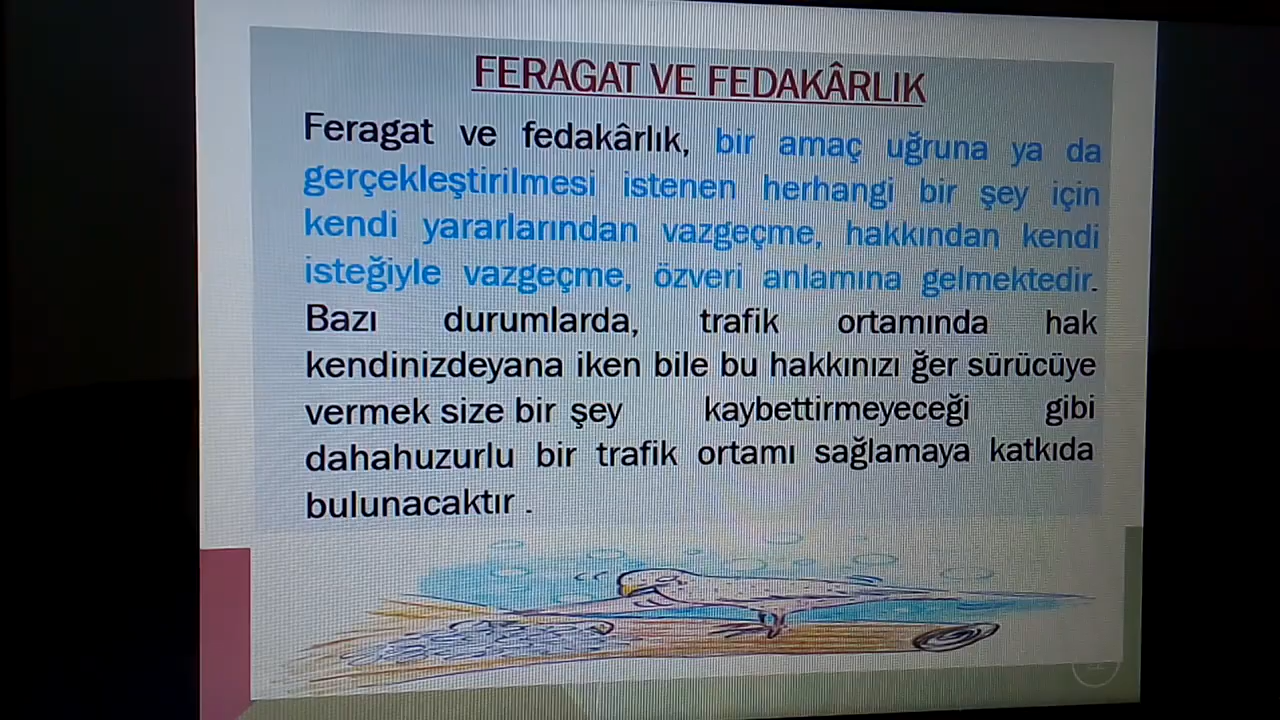 FERAGAT VE FEDAKÂRLIK
Feragat ve fedakârlık, bir amaç uğruna ya da
gerçekleştirilmesi istenen herhangi bir şey için
kendi yararlarından vazgeçme, hakkından kendi
isteğiyle vazgeçme, özveri anlamına gelmektedir.
Bazı durumlarda, trafik ortamında hak
kendinizdeyana iken bile bu hakkınızı ğer sürücüye
vermek size bir şey kaybettirmeyeceği gibi
dahahuzurlu bir trafik ortamı sağlamaya katkıda
bulunacaktır .